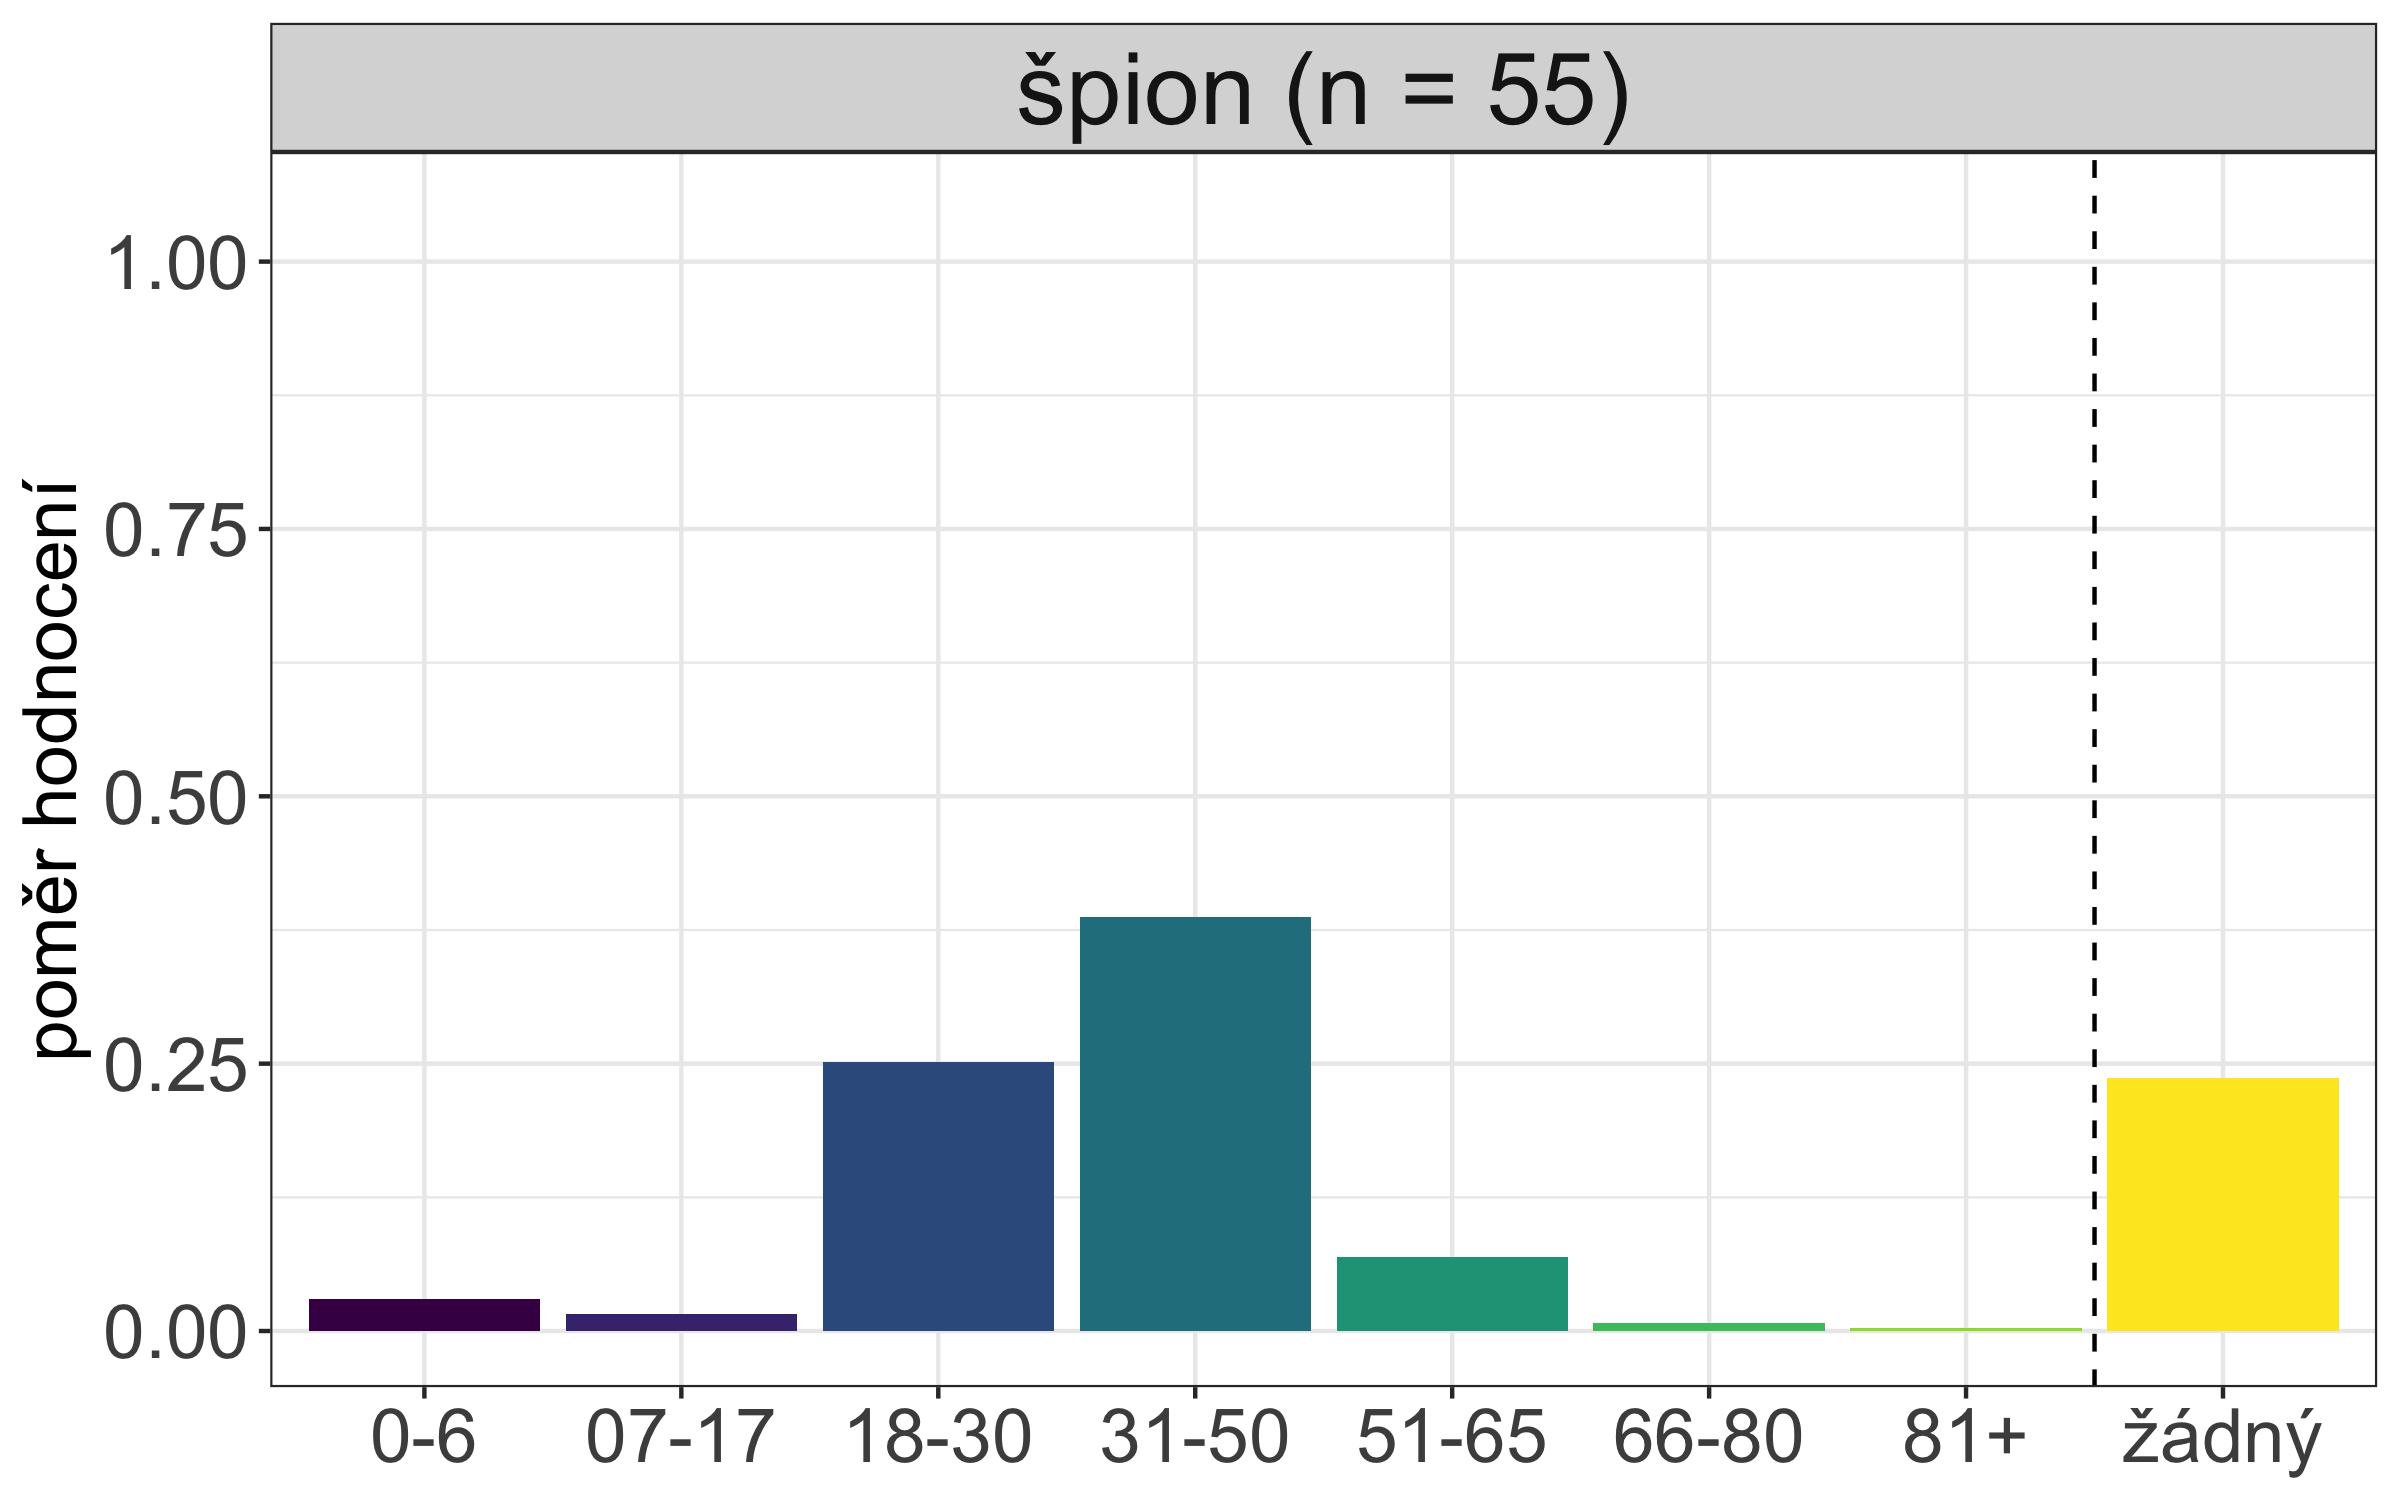 špion (n = 55)
poměr hodnocení
1.00
0.75
0.50
0.25
0.00
0-6 07-17 18-30 31-50 51-65 66-80 81+ žádný